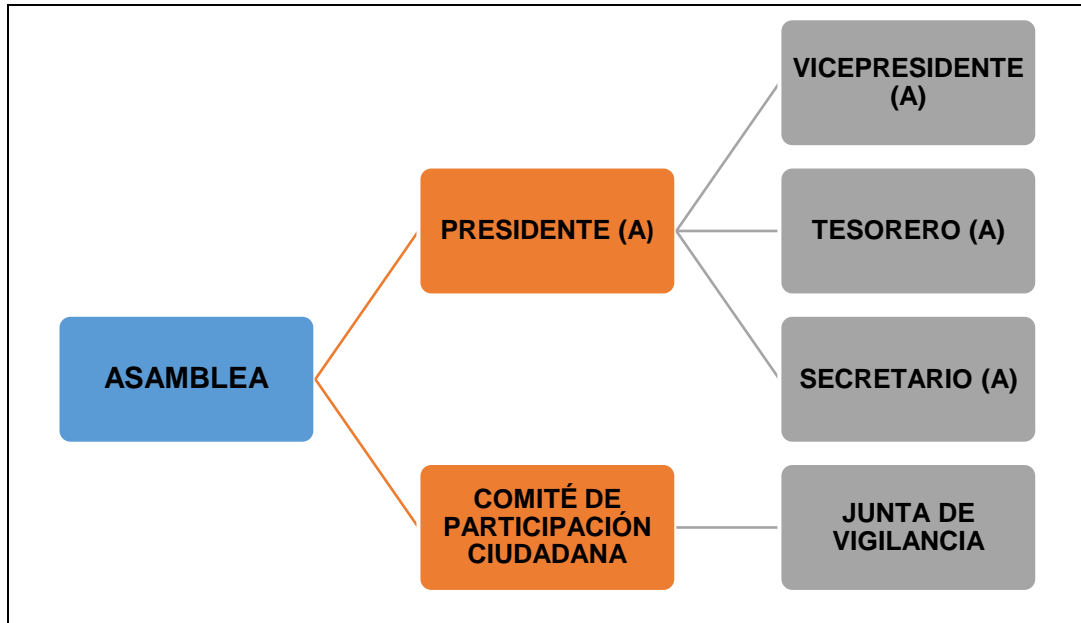 VICEPRESIDENTE
(A)
PRESIDENTE (A)
TESORERO (A)
ASAMBLEA
SECRETARIO (A)
COMITÉ DE
PARTICIPACIÓN
CIUDADANA
JUNTA DE
VIGILANCIA